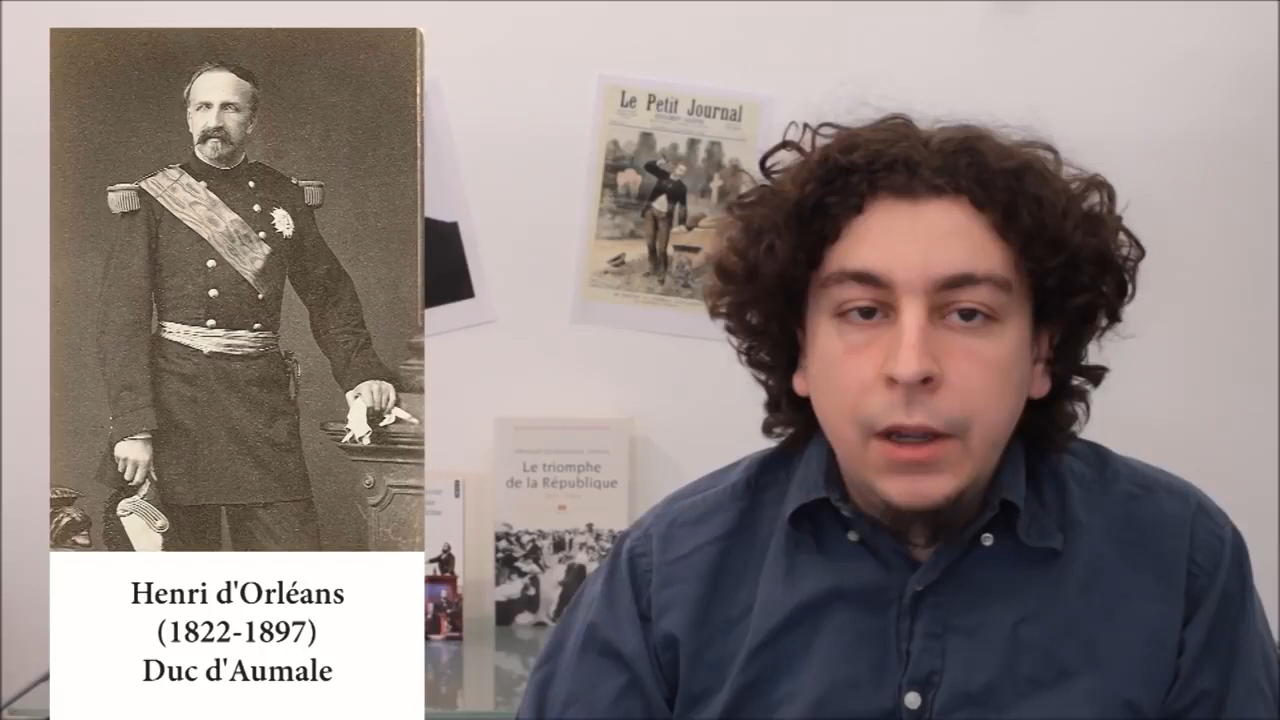 Henri d'Orléans
(1822-1897)
Duc d'Aumale
Le Petit Journal
Le triomphe
de la République